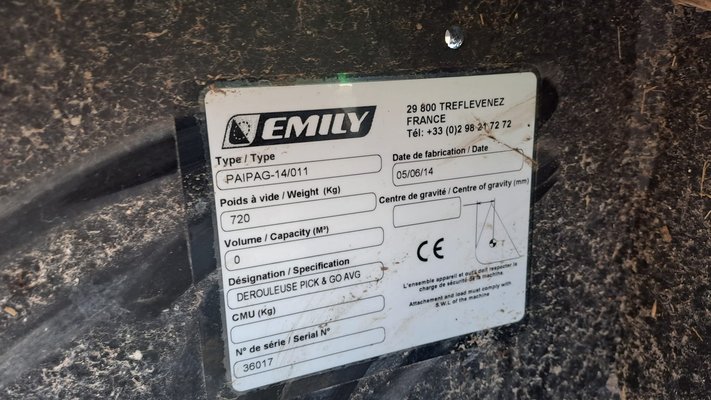 EMILY
29 800 TREFLEVENEZ
FRANCE
Tél: +33 (0)2 98 21 72 72
Type / Type
PAIPAG-14/011
Date de fabrication / Date
05/06/14
Poids à vide / Weight (Kg)
720
Centre de gravité / Centre of gravity (mm)
Volume / Capacity (M³)
0
CE
Désignation / Specification
DEROULEUSE PICK & GO AVG
L'ensemble appareil et outil doit respecter la
charge de sécurité de la machine.
Attachement and load must comply with
S.W.L of the machine
CMU (Kg)
N° de série / Serial N°
36017